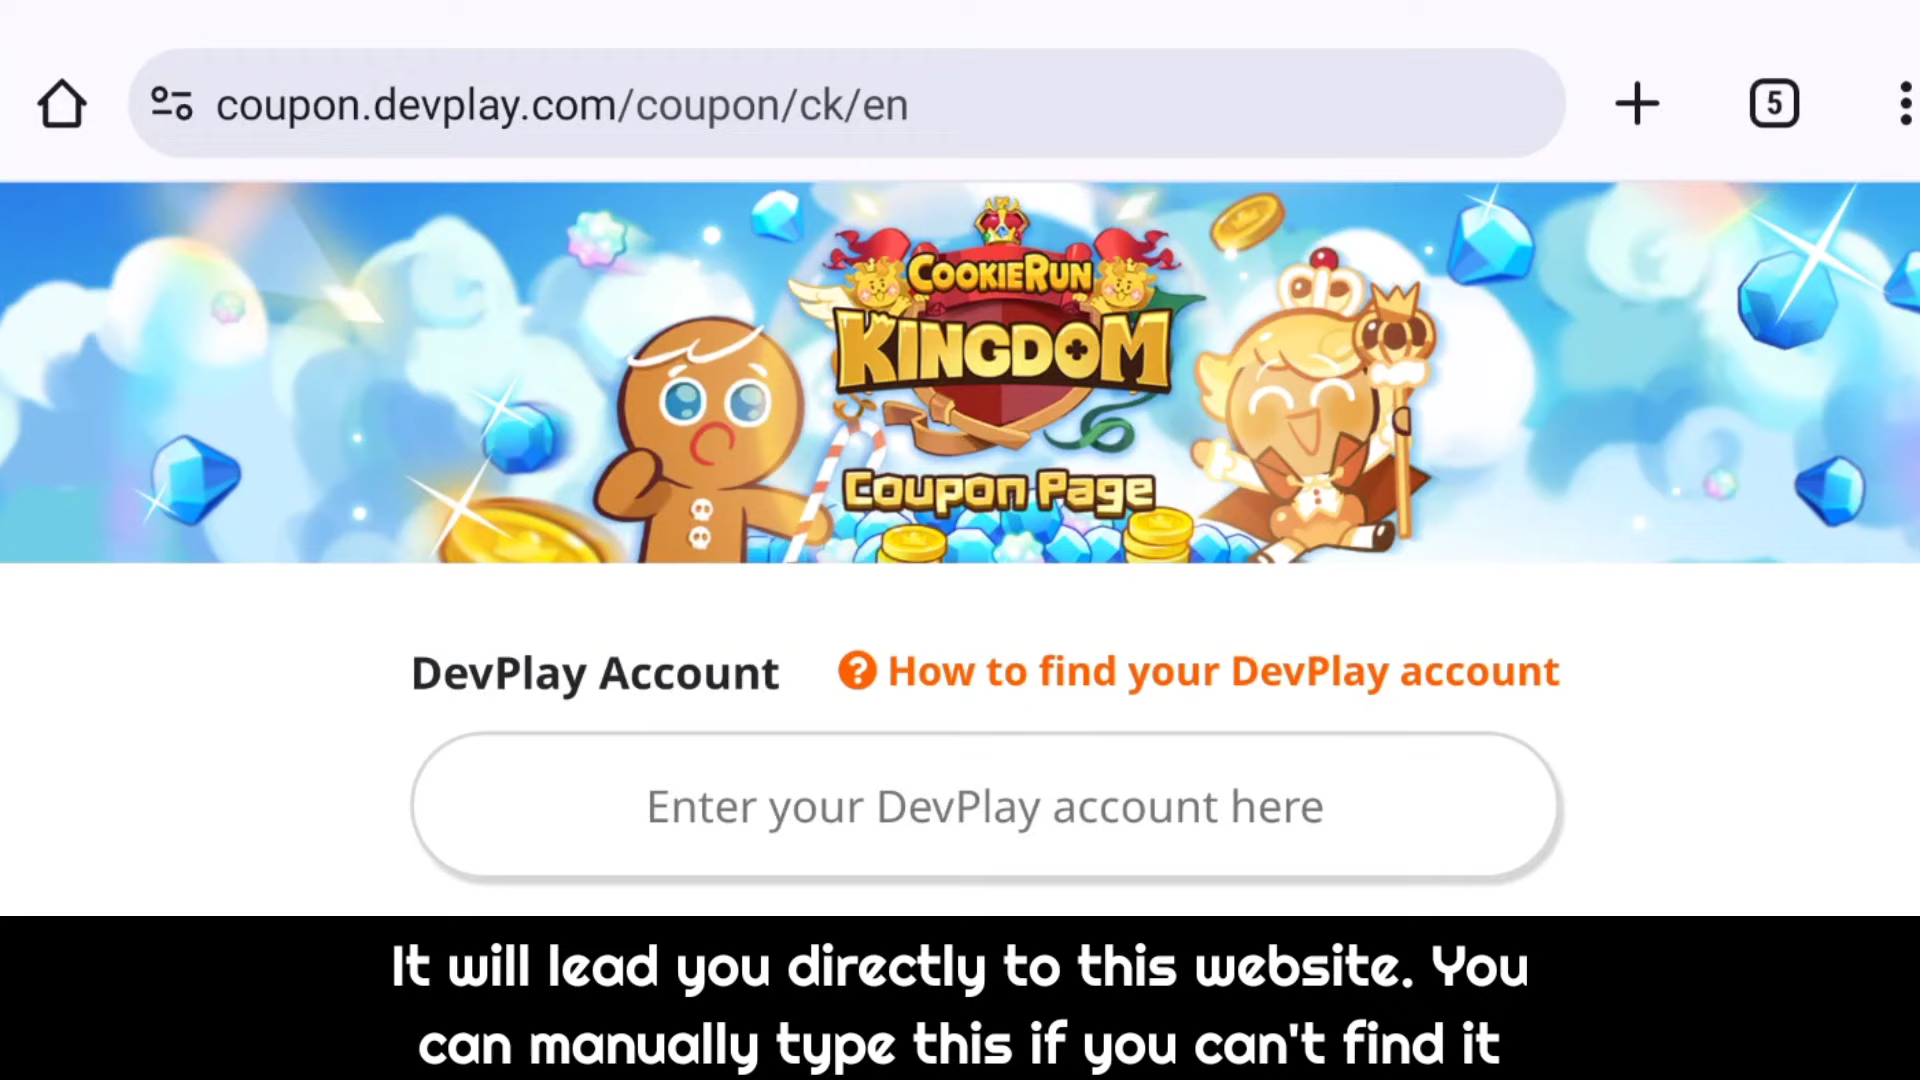 coupon.devplay.com/coupon/ck/en
5
COOKIERUN
KINGDOM
Coupon Page
DevPlay Account
? How to find your DevPlay account
Enter your DevPlay account here
It will lead you directly to this website. You
can manually type this if you can't find it